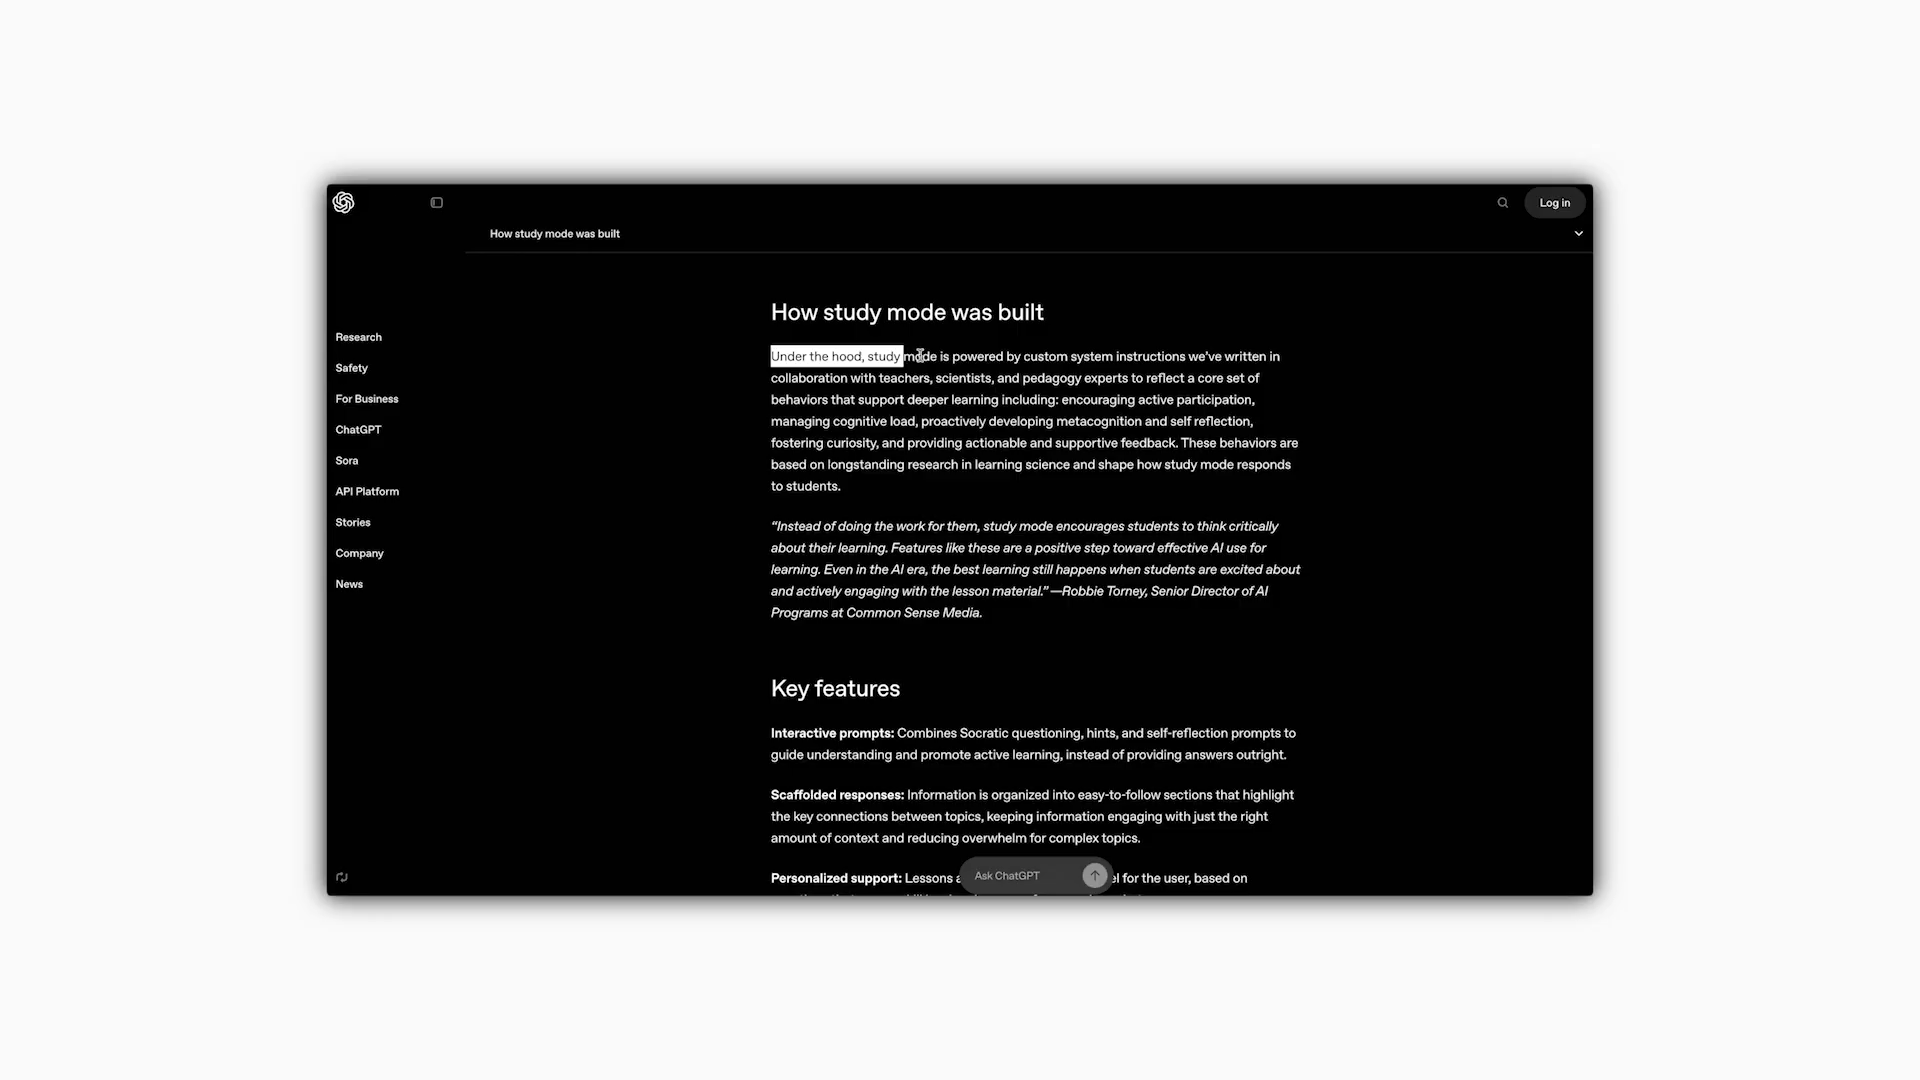 Log in
How study mode was built
Research
Safety
For Business
ChatGPT
Sora
API Platform
Stories
Company
News
How study mode was built
Under the hood, study mode is powered by custom system instructions we've written in
collaboration with teachers, scientists, and pedagogy experts to reflect a core set of
behaviors that support deeper learning including: encouraging active participation,
managing cognitive load, proactively developing metacognition and self reflection,
fostering curiosity, and providing actionable and supportive feedback. These behaviors are
based on longstanding research in learning science and shape how study mode responds
to students.
“Instead of doing the work for them, study mode encourages students to think critically
about their learning. Features like these are a positive step toward effective AI use for
learning. Even in the AI era, the best learning still happens when students are excited about
and actively engaging with the lesson material.” —Robbie Torney, Senior Director of AI
Programs at Common Sense Media.
Key features
Interactive prompts: Combines Socratic questioning, hints, and self-reflection prompts to
guide understanding and promote active learning, instead of providing answers outright.
Scaffolded responses: Information is organized into easy-to-follow sections that highlight
the key connections between topics, keeping information engaging with just the right
amount of context and reducing overwhelm for complex topics.
Personalized support: Lessons for the user, based on
Ask ChatGPT